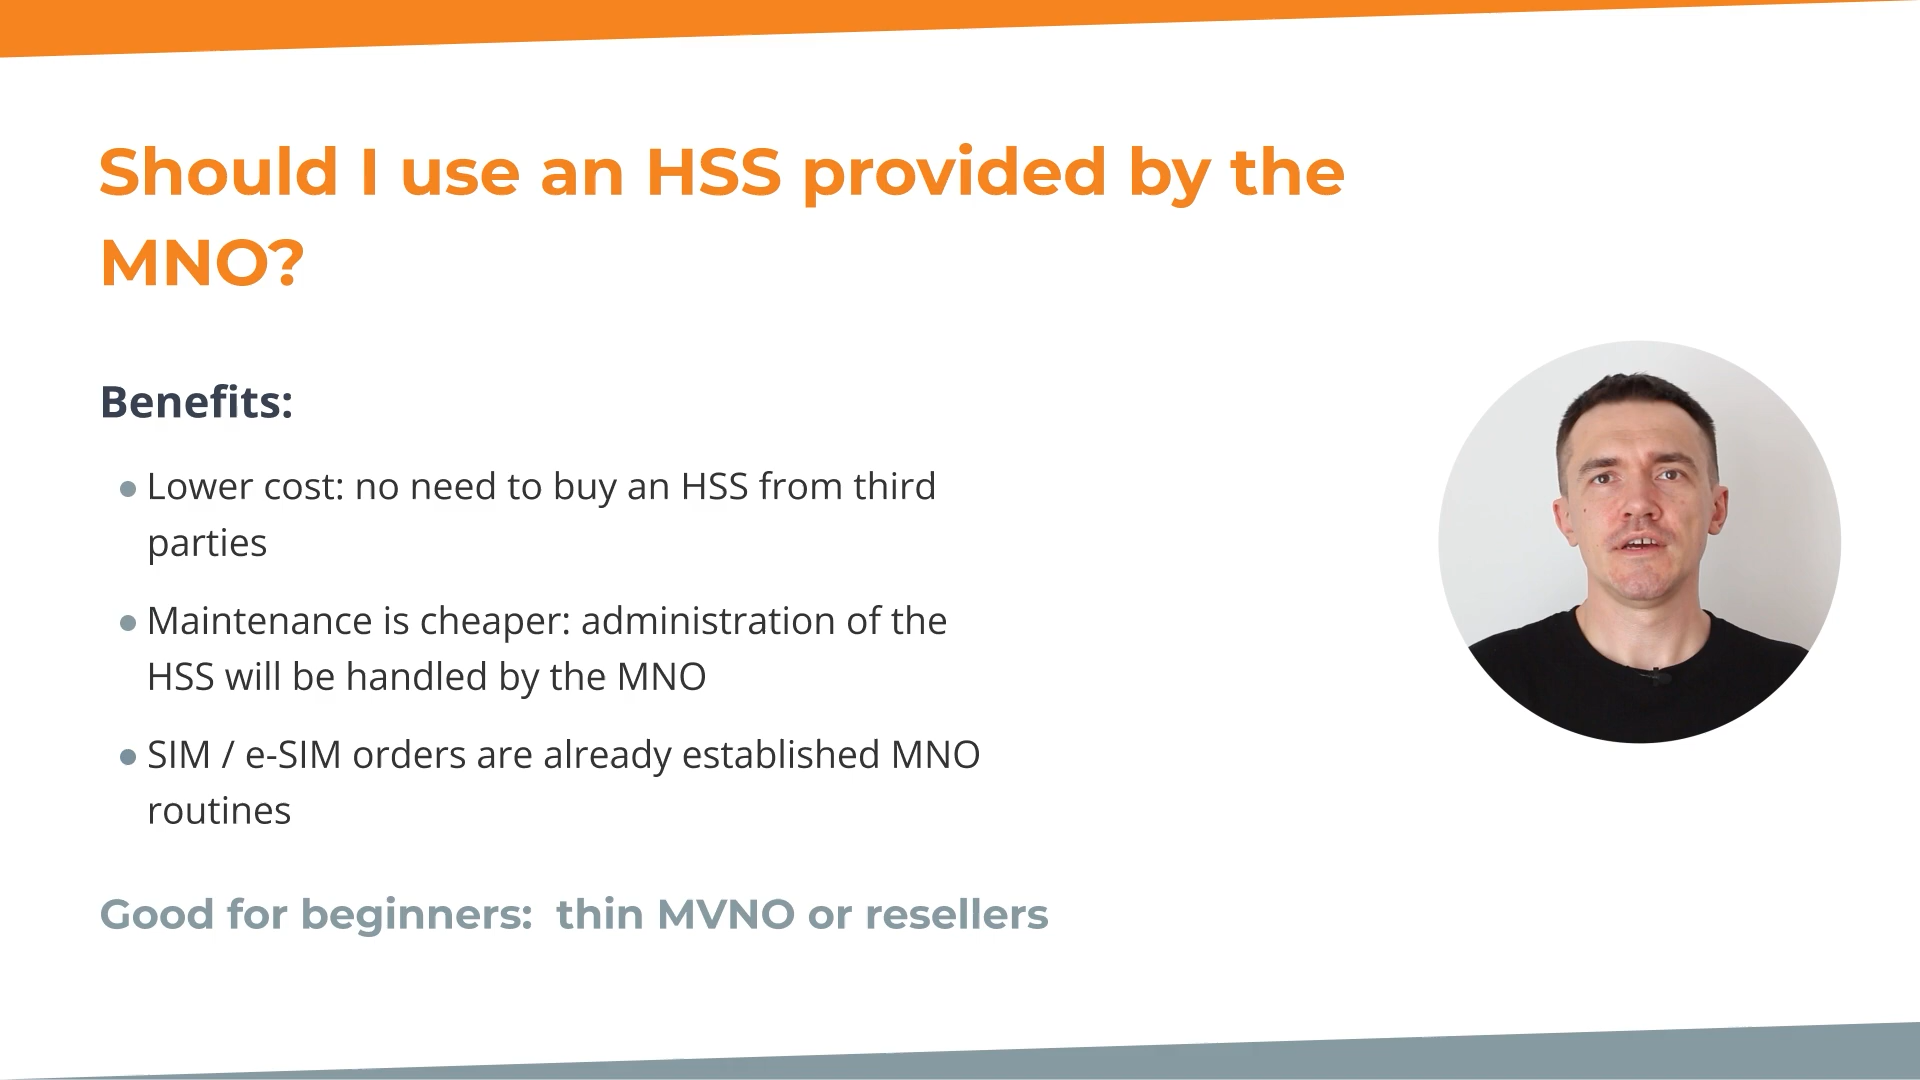 Should I use an HSS provided by the
MNO?
Benefits:
Lower cost: no need to buy an HSS from third
parties
Maintenance is cheaper: administration of the
HSS will be handled by the MNO
SIM / e-SIM orders are already established MNO
routines
Good for beginners:  thin MVNO or resellers